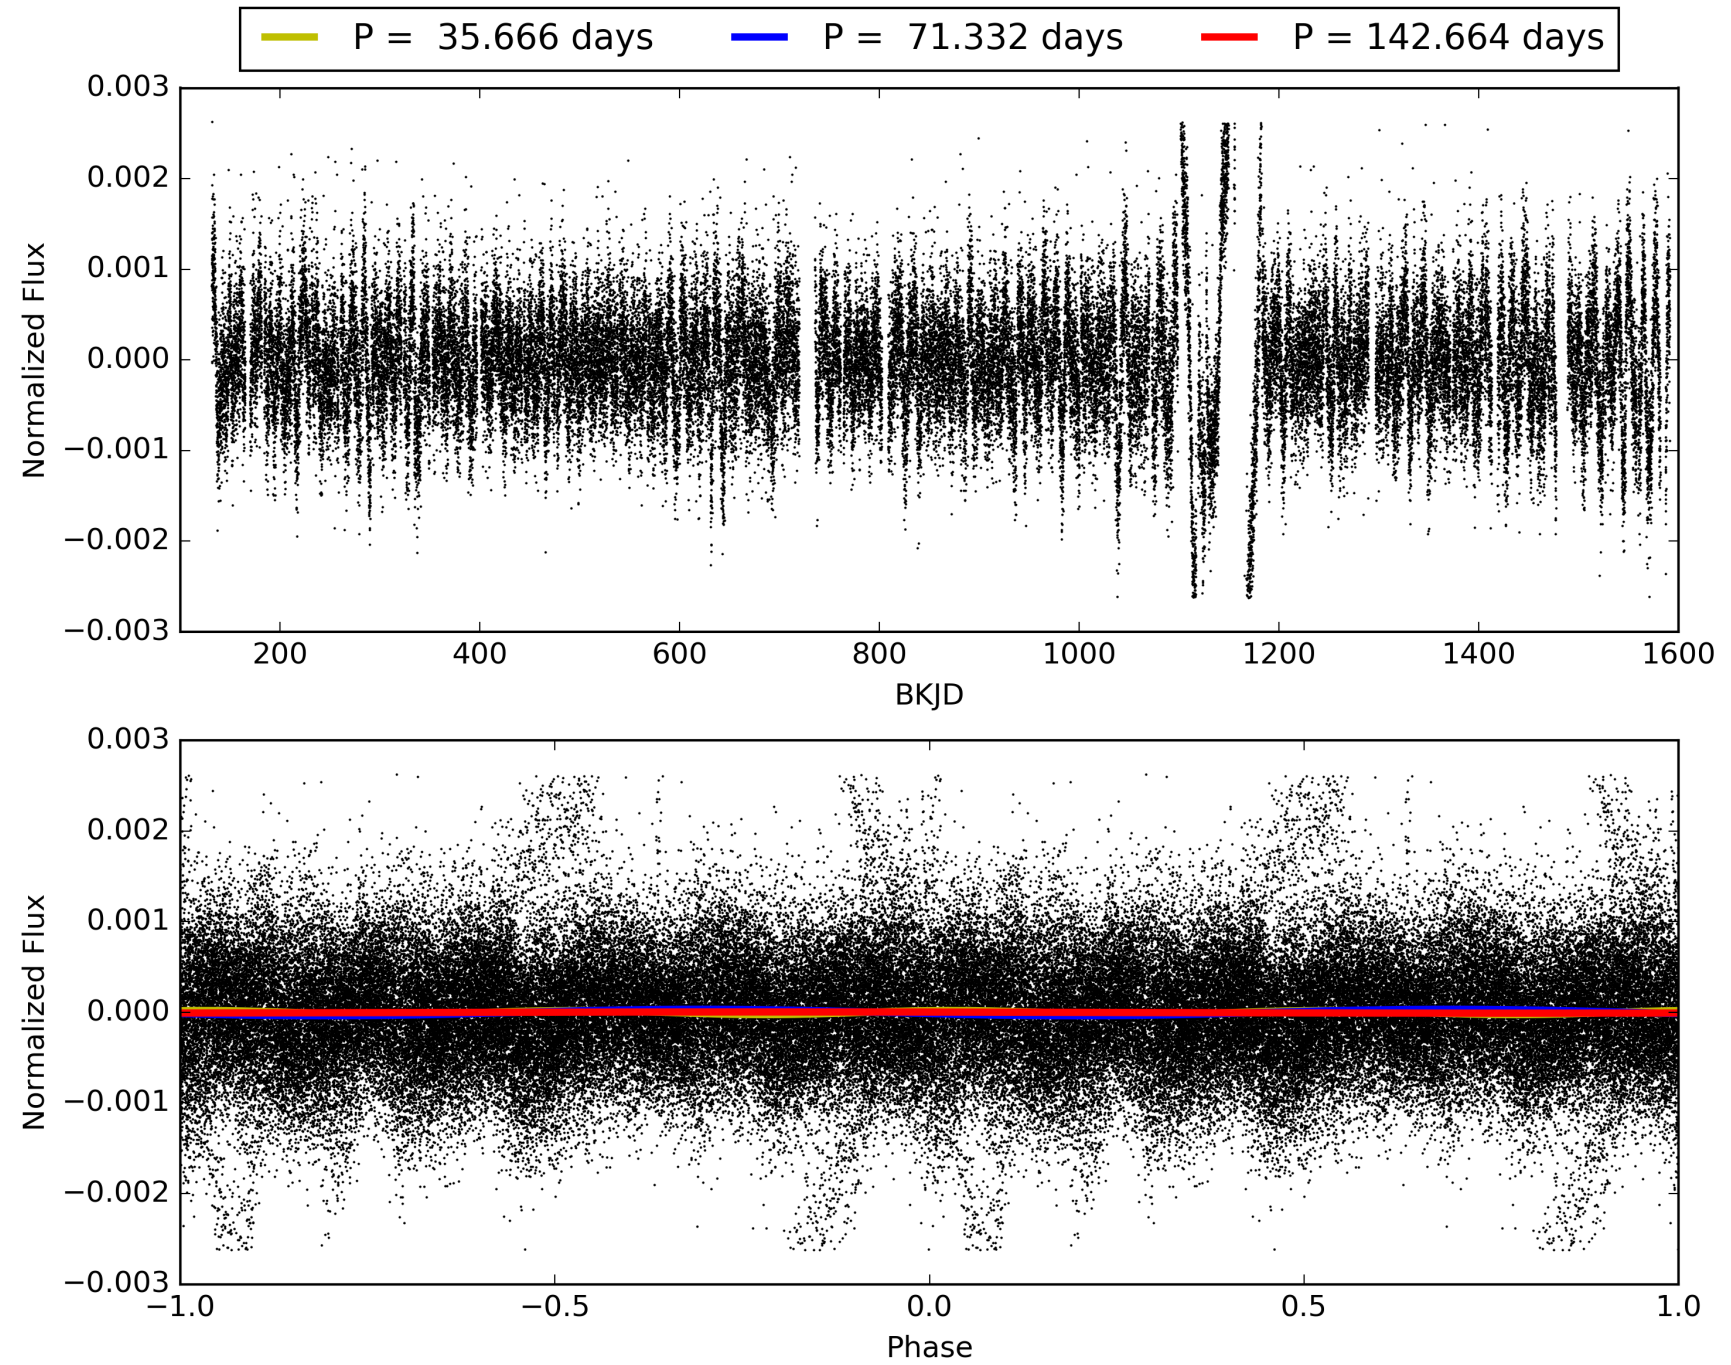 P =  35.666 days P =  71.332 days P = 142.664 days
0.003
0.002
0.001
0.000
−0.001
−0.002
−0.003
Normalized Flux
200 400 600 800 1000 1200 1400 1600
BKJD
0.003
0.002
0.001
0.000
−0.001
−0.002
−0.003
Normalized Flux
−1.0 −0.5 0.0 0.5 1.0
Phase